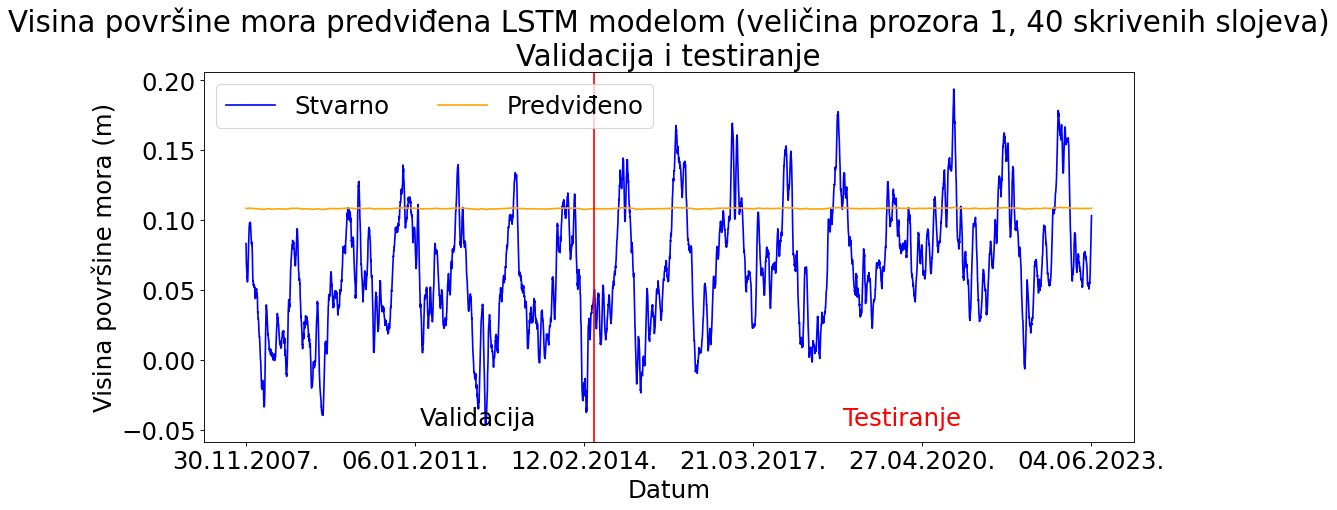 Visina površine mora predviđena LSTM modelom (veličina prozora 1, 40 skrivenih slojeva)
Validacija i testiranje
Stvarno
Predviđeno
Visina površine mora (m)
0.20
0.15
0.10
0.05
0.00
−0.05
Validacija
Testiranje
30.11.2007.
06.01.2011.
12.02.2014.
21.03.2017.
27.04.2020.
04.06.2023.
Datum